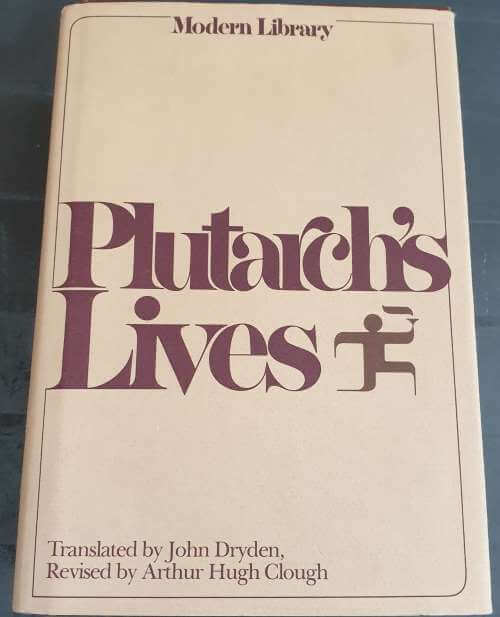 Modern Library
Plutarch's
Lives
Translated by John Dryden,
Revised by Arthur Hugh Clough